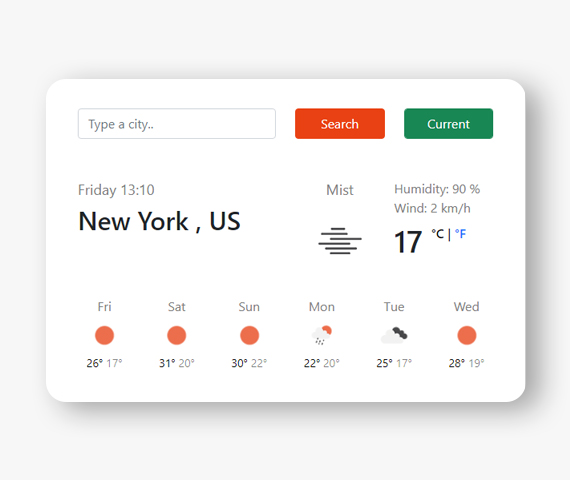 Type a city..
Search
Current
Friday 13:10
New York , US
Mist
Humidity: 90 %
Wind: 2 km/h
17 °C | °F
Fri Sat Sun Mon Tue Wed
26° 17° 31° 20° 30° 22° 22° 20° 25° 17° 28° 19°